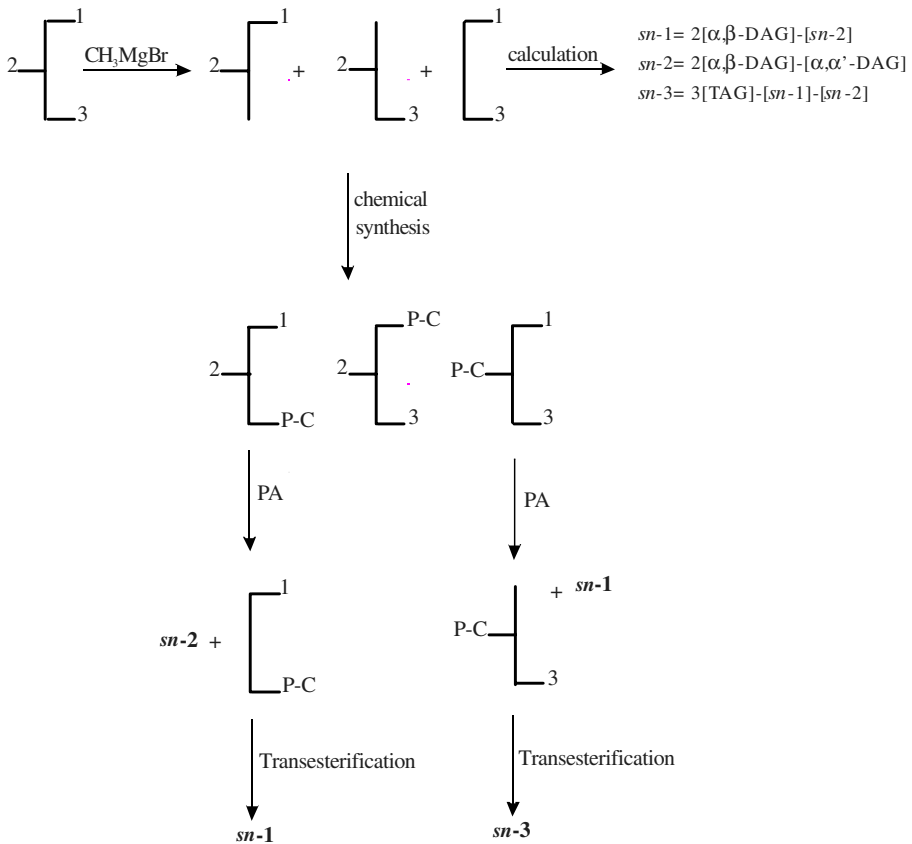 1
2
3
CH3MgBr
1
2
+
2
3
+
1
3
calculation
sn-1= 2[α,β-DAG]-[sn-2]
sn-2= 2[α,β-DAG]-[α,α’-DAG]
sn-3= 3[TAG]-[sn-1]-[sn-2]
chemical
synthesis
1
2
P-C
P-C
2
3
1
P-C
3
PA
PA
1
sn-2 +
P-C
+ sn-1
P-C
3
Transesterification
Transesterification
sn-1
sn-3